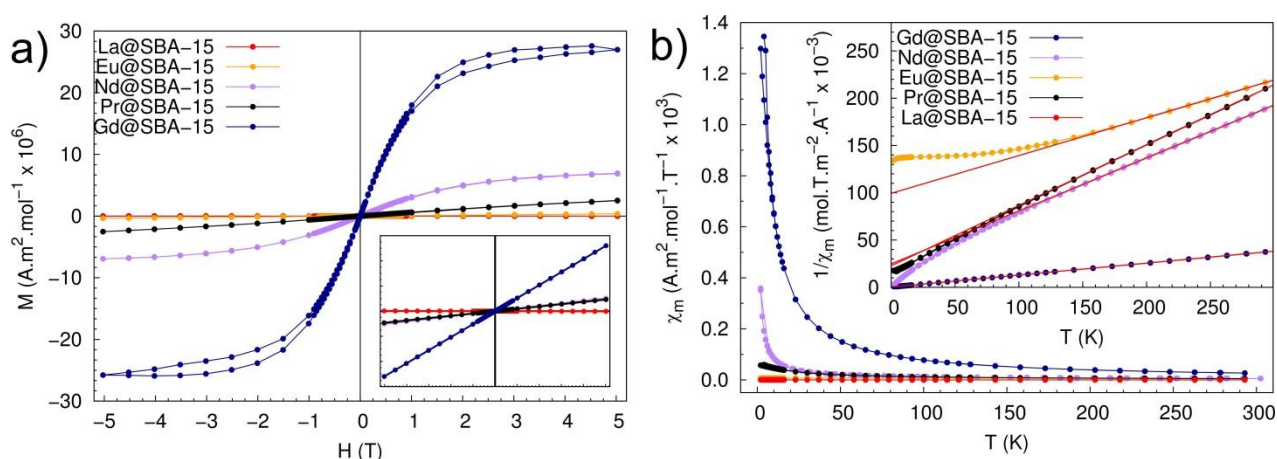 a)
La@SBA−15
Eu@SBA−15
Nd@SBA−15
Pr@SBA−15
Gd@SBA−15
M (A.m².mol⁻¹ x 10⁶)
30
20
10
0
−10
−20
−30
−5 −4 −3 −2 −1 0 1 2 3 4 5
H (T)
b)
χm (A.m².mol⁻¹.T⁻¹ x 10³)
1.4
1.2
1.0
0.8
0.6
0.4
0.2
0.0
0 50 100 150 200 250 300
T (K)
Gd@SBA−15
Nd@SBA−15
Eu@SBA−15
Pr@SBA−15
La@SBA−15
1/χm (mol.T.m⁻².A⁻¹ x 10⁻³)
250
200
150
100
50
0
0 50 100 150 200 250
T (K)